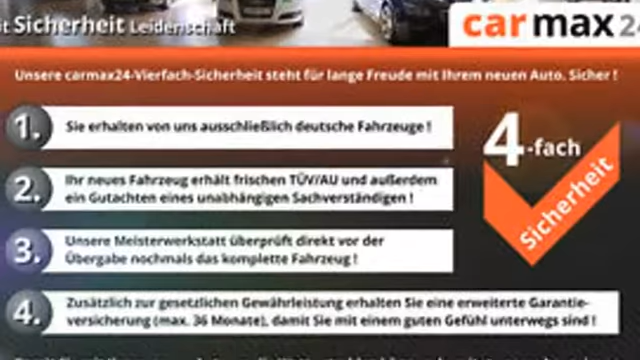 it Sicherheit Leidenschaft
carmax24
Unsere carmax24-Vierfach-Sicherheit steht für lange Freude mit Ihrem neuen Auto. Sicher!
1. Sie erhalten von uns ausschließlich deutsche Fahrzeuge!
4-fach
Sicherheit
2. Ihr neues Fahrzeug erhält frischen TÜV/AU und außerdem
ein Gutachten eines unabhängigen Sachverständigen!
3. Unsere Meisterwerkstatt überprüft direkt vor der
Übergabe nochmals das komplette Fahrzeug!
4. Zusätzlich zur gesetzlichen Gewährleistung erhalten Sie eine erweiterte Garantie-
versicherung (max. 36 Monate), damit Sie mit einem guten Gefühl unterwegs sind!